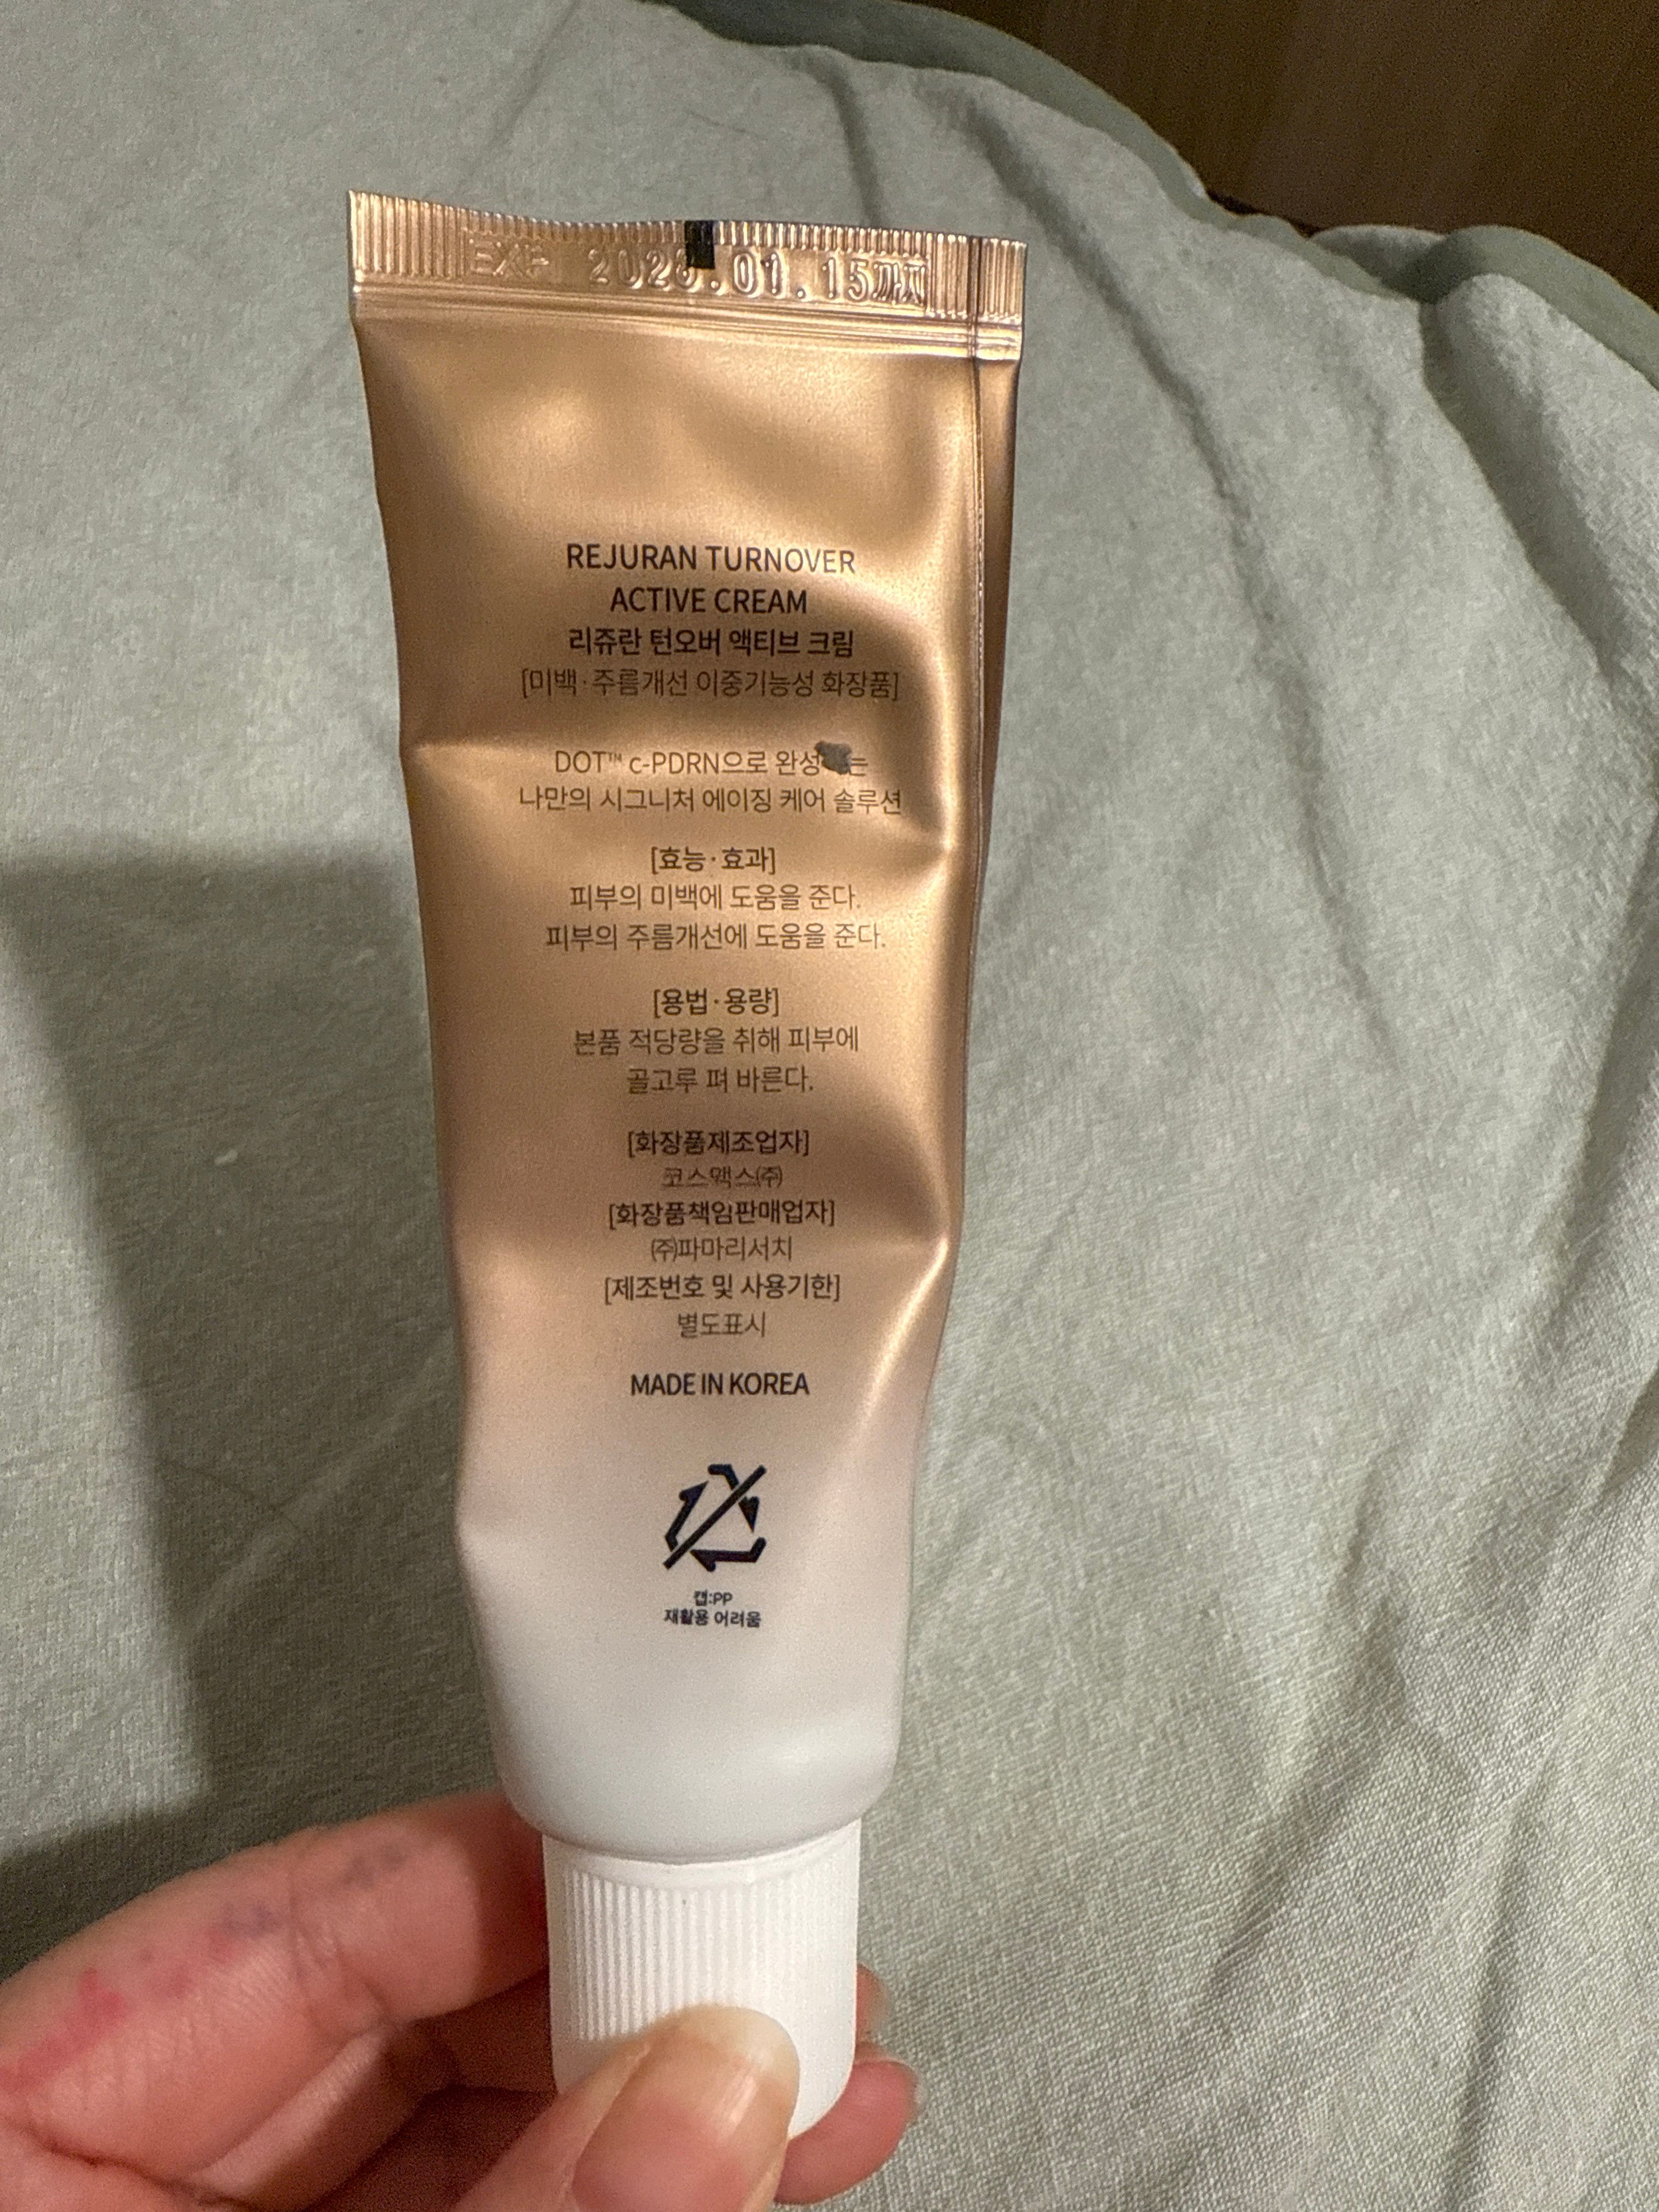 EXP
REJURAN TURNOVER
ACTIVE CREAM
리쥬란 턴오버 액티브 크림
[미백·주름개선 이중기능성 화장품]
DOT™ c-PDRN으로
나만의 시그니처 에이징 케어 솔루션
[효능·효과]
피부의 미백에 도움을 준다.
피부의 주름개선에 도움을 준다.
[용법·용량]
본품 적당량을 취해 피부에
골고루 펴 바른다.
[화장품제조업자]
코스맥스㈜
[화장품책임판매업자]
㈜파마리서치
[제조번호 및 사용기한]
별도표시
MADE IN KOREA
캡:PP
재활용 어려움